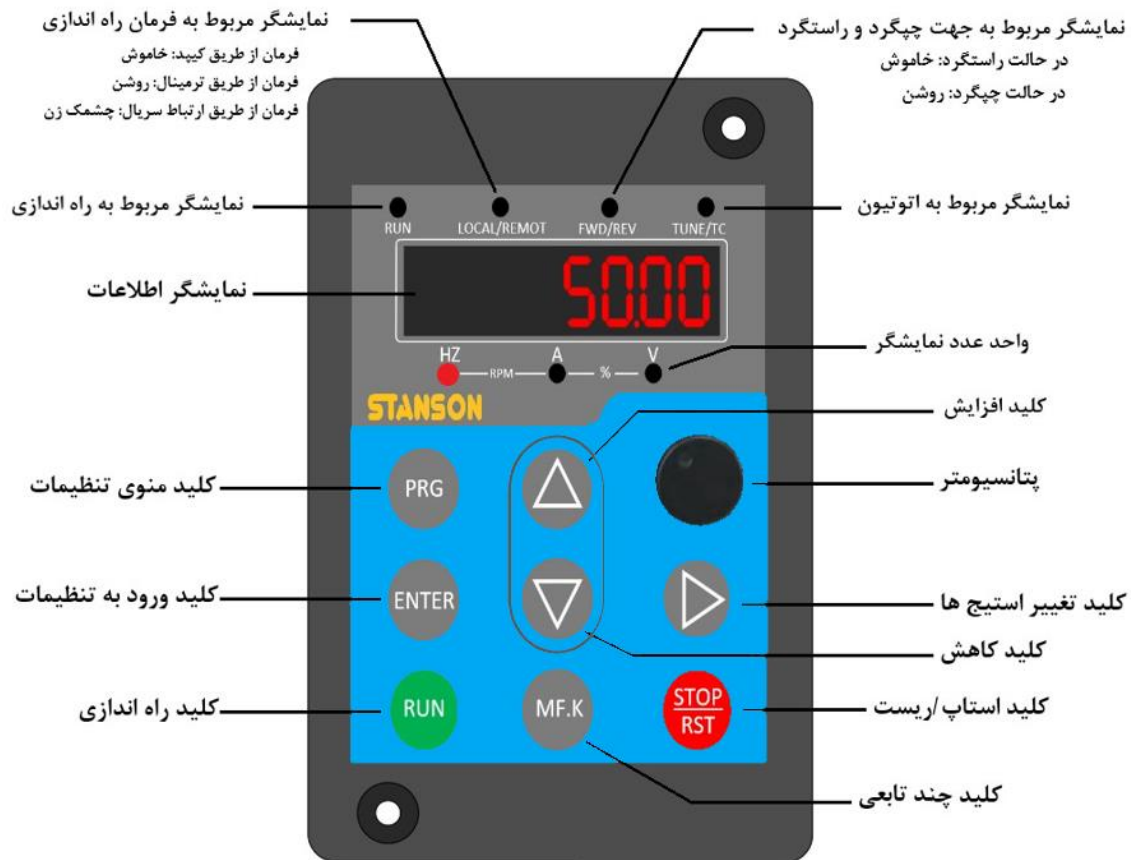 نمایشگر مربوط به فرمان راه اندازی
فرمان از طریق کیپد: خاموش
فرمان از طریق ترمینال: روشن
فرمان از طریق ارتباط سریال: چشمک زن
نمایشگر مربوط به جهت چپگرد و راستگرد
در حالت راستگرد: خاموش
در حالت چپگرد: روشن
نمایشگر مربوط به راه اندازی
نمایشگر مربوط به اتوتیون
RUN
LOCAL/REMOT
FWD/REV
TUNE/TC
نمایشگر اطلاعات
50.00
واحد عدد نمایشگر
HZ
RPM
A
%
V
STANSON
کلید افزایش
کلید منوی تنظیمات
PRG
پتانسیومتر
کلید ورود به تنظیمات
ENTER
کلید تغییر استیج ها
کلید کاهش
کلید راه اندازی
RUN
MF.K
STOP
RST
کلید استاپ/ریست
کلید چند تابعی